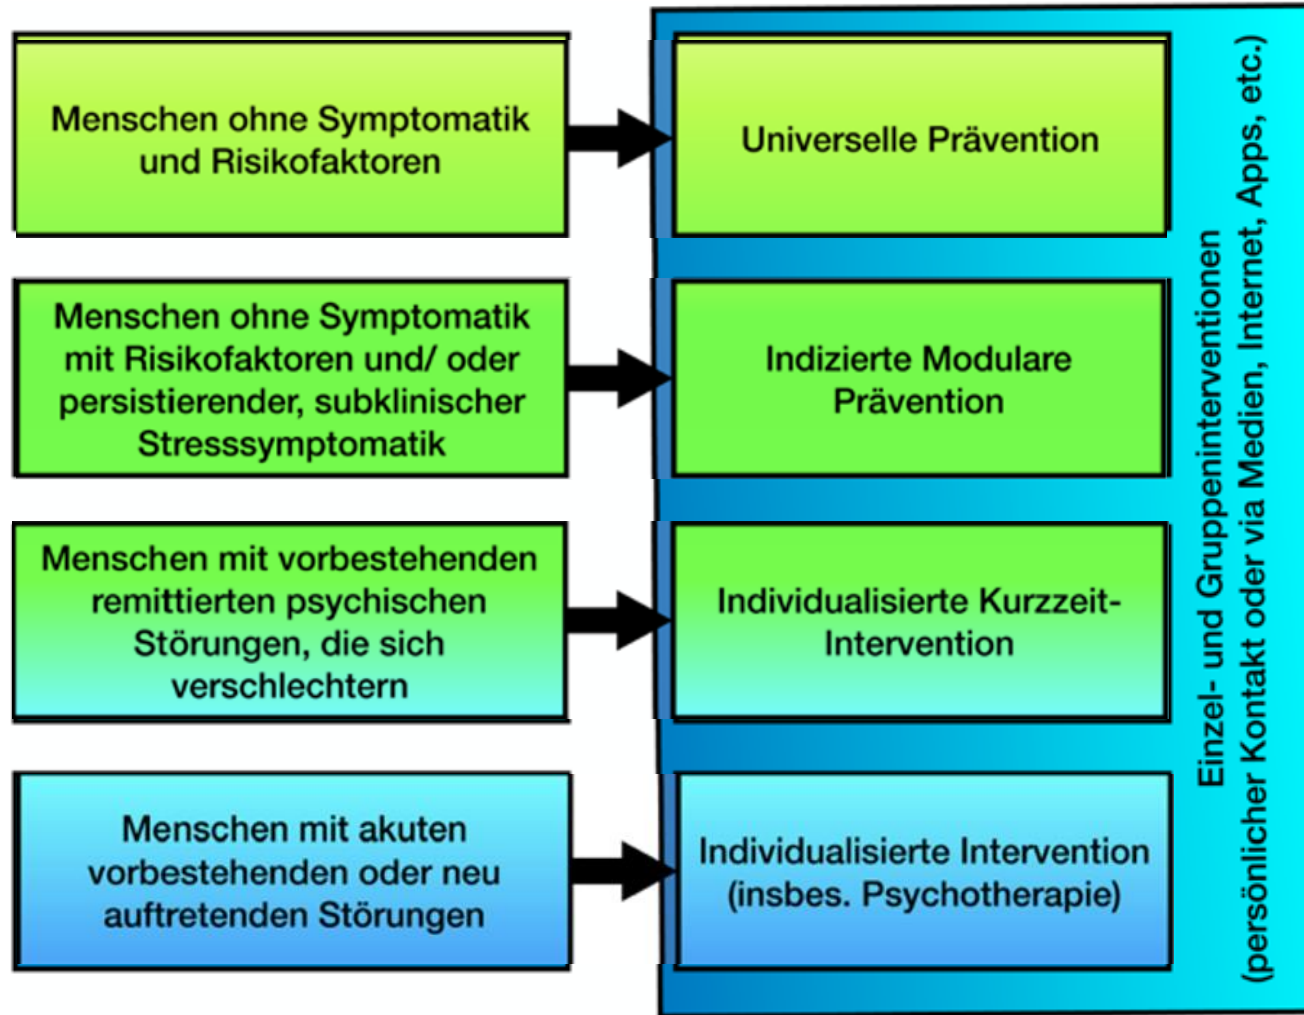 Menschen ohne Symptomatik
und Risikofaktoren
Universelle Prävention
Menschen ohne Symptomatik
mit Risikofaktoren und/ oder
persistierender, subklinischer
Stresssymptomatik
Indizierte Modulare
Prävention
Menschen mit vorbestehenden
remittierten psychischen
Störungen, die sich
verschlechtern
Individualisierte Kurzzeit-
Intervention
Menschen mit akuten
vorbestehenden oder neu
auftretenden Störungen
Individualisierte Intervention
(insbes. Psychotherapie)
Einzel- und Gruppeninterventionen
(persönlicher Kontakt oder via Medien, Internet, Apps, etc.)